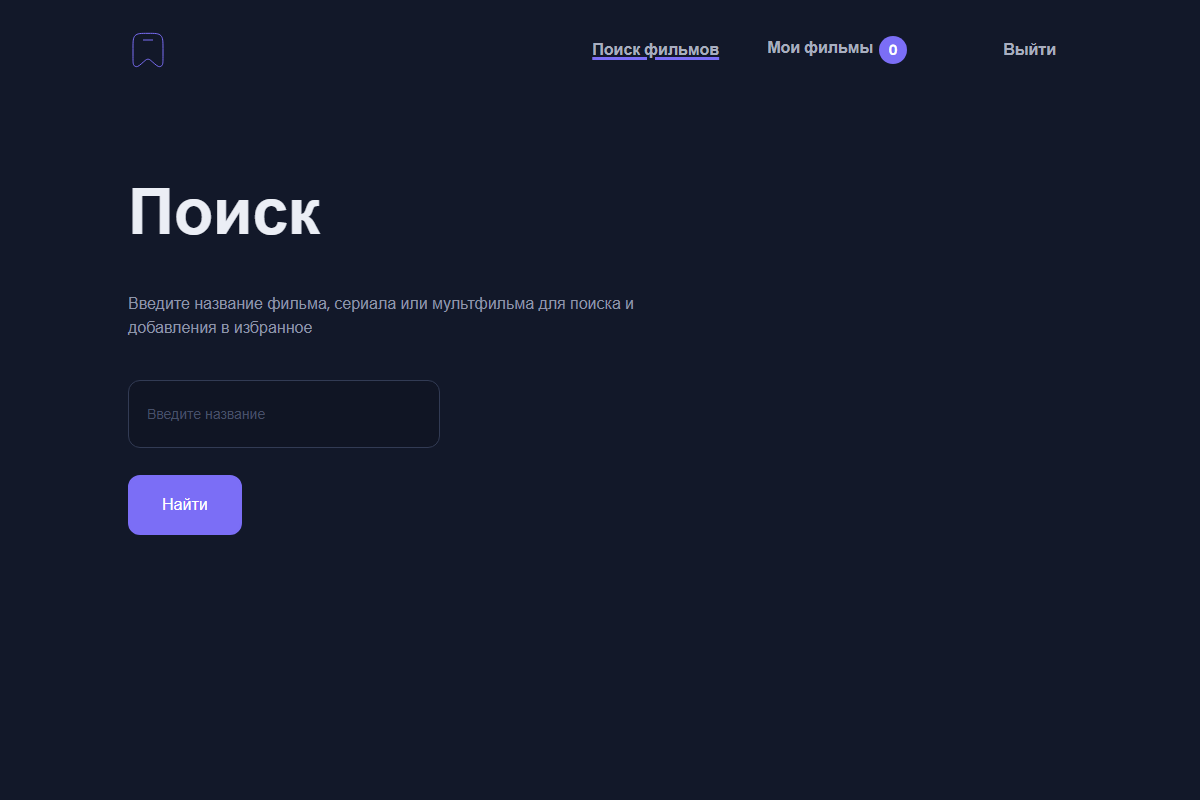 Поиск фильмов
Мои фильмы 0
Выйти
Поиск
Введите название фильма, сериала или мультфильма для поиска и
добавления в избранное
Введите название
Найти